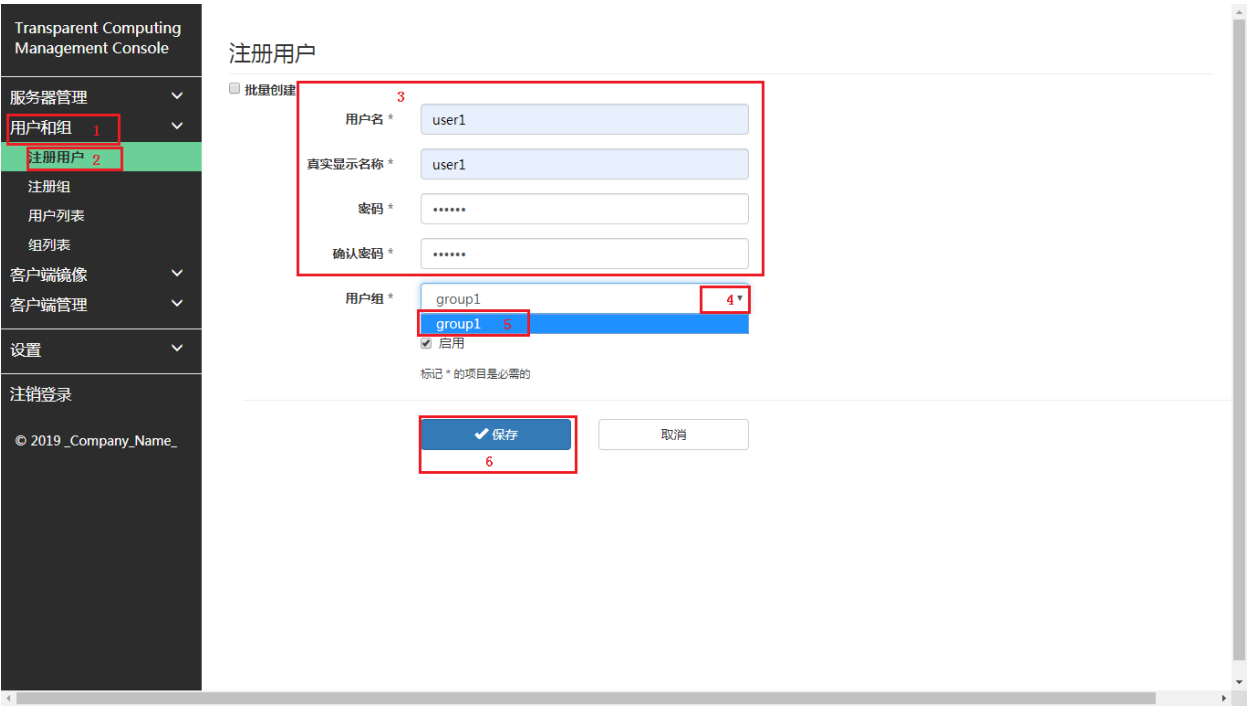 Transparent Computing
Management Console
服务器管理
用户和组 1
注册用户 2
注册组
用户列表
组列表
客户端镜像
客户端管理
设置
注销登录
© 2019 _Company_Name_
注册用户
批量创建
3
用户名 * user1
真实显示名称 * user1
密码 * ••••••
确认密码 * ••••••
用户组 * group1 4
group1 5
启用
标记 * 的项目是必需的
保存 取消
6